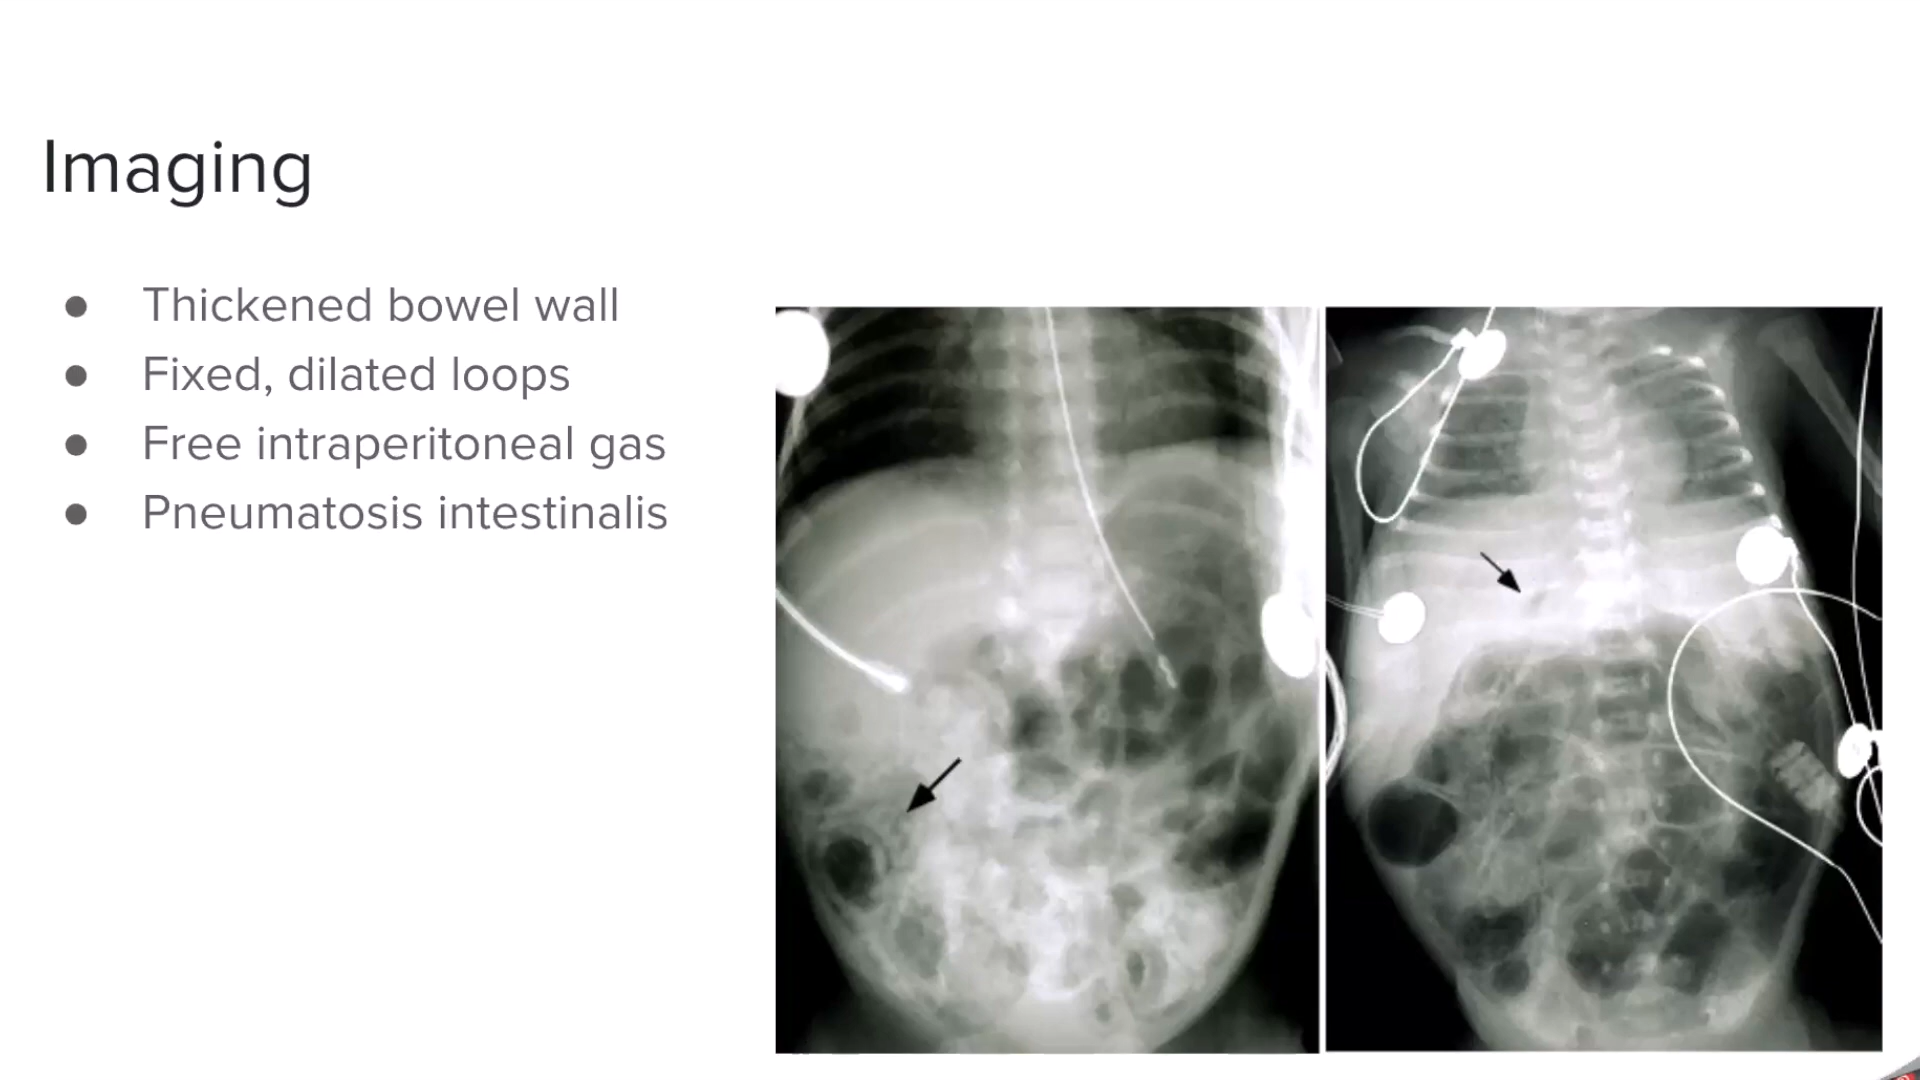 Imaging
● Thickened bowel wall
● Fixed, dilated loops
● Free intraperitoneal gas
● Pneumatosis intestinalis